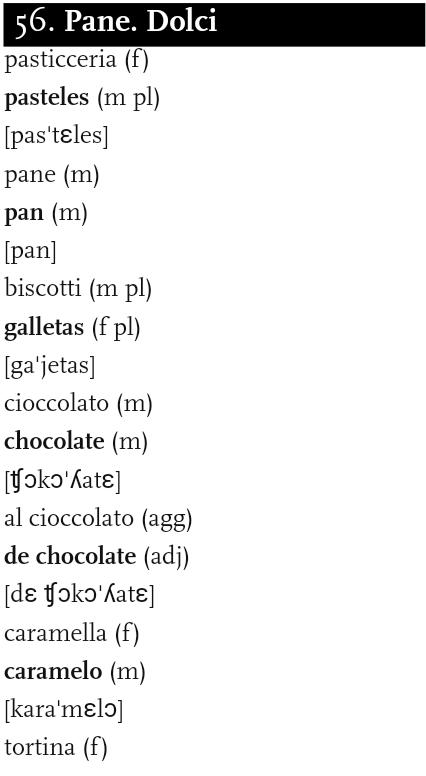 56. Pane. Dolci
pasticceria (f)
pasteles (m pl)
[pas'tɛles]
pane (m)
pan (m)
[pan]
biscotti (m pl)
galletas (f pl)
[ga'jetas]
cioccolato (m)
chocolate (m)
[ʧɔkɔ'ʎatɛ]
al cioccolato (agg)
de chocolate (adj)
[dɛ ʧɔkɔ'ʎatɛ]
caramella (f)
caramelo (m)
[kara'mɛlɔ]
tortina (f)